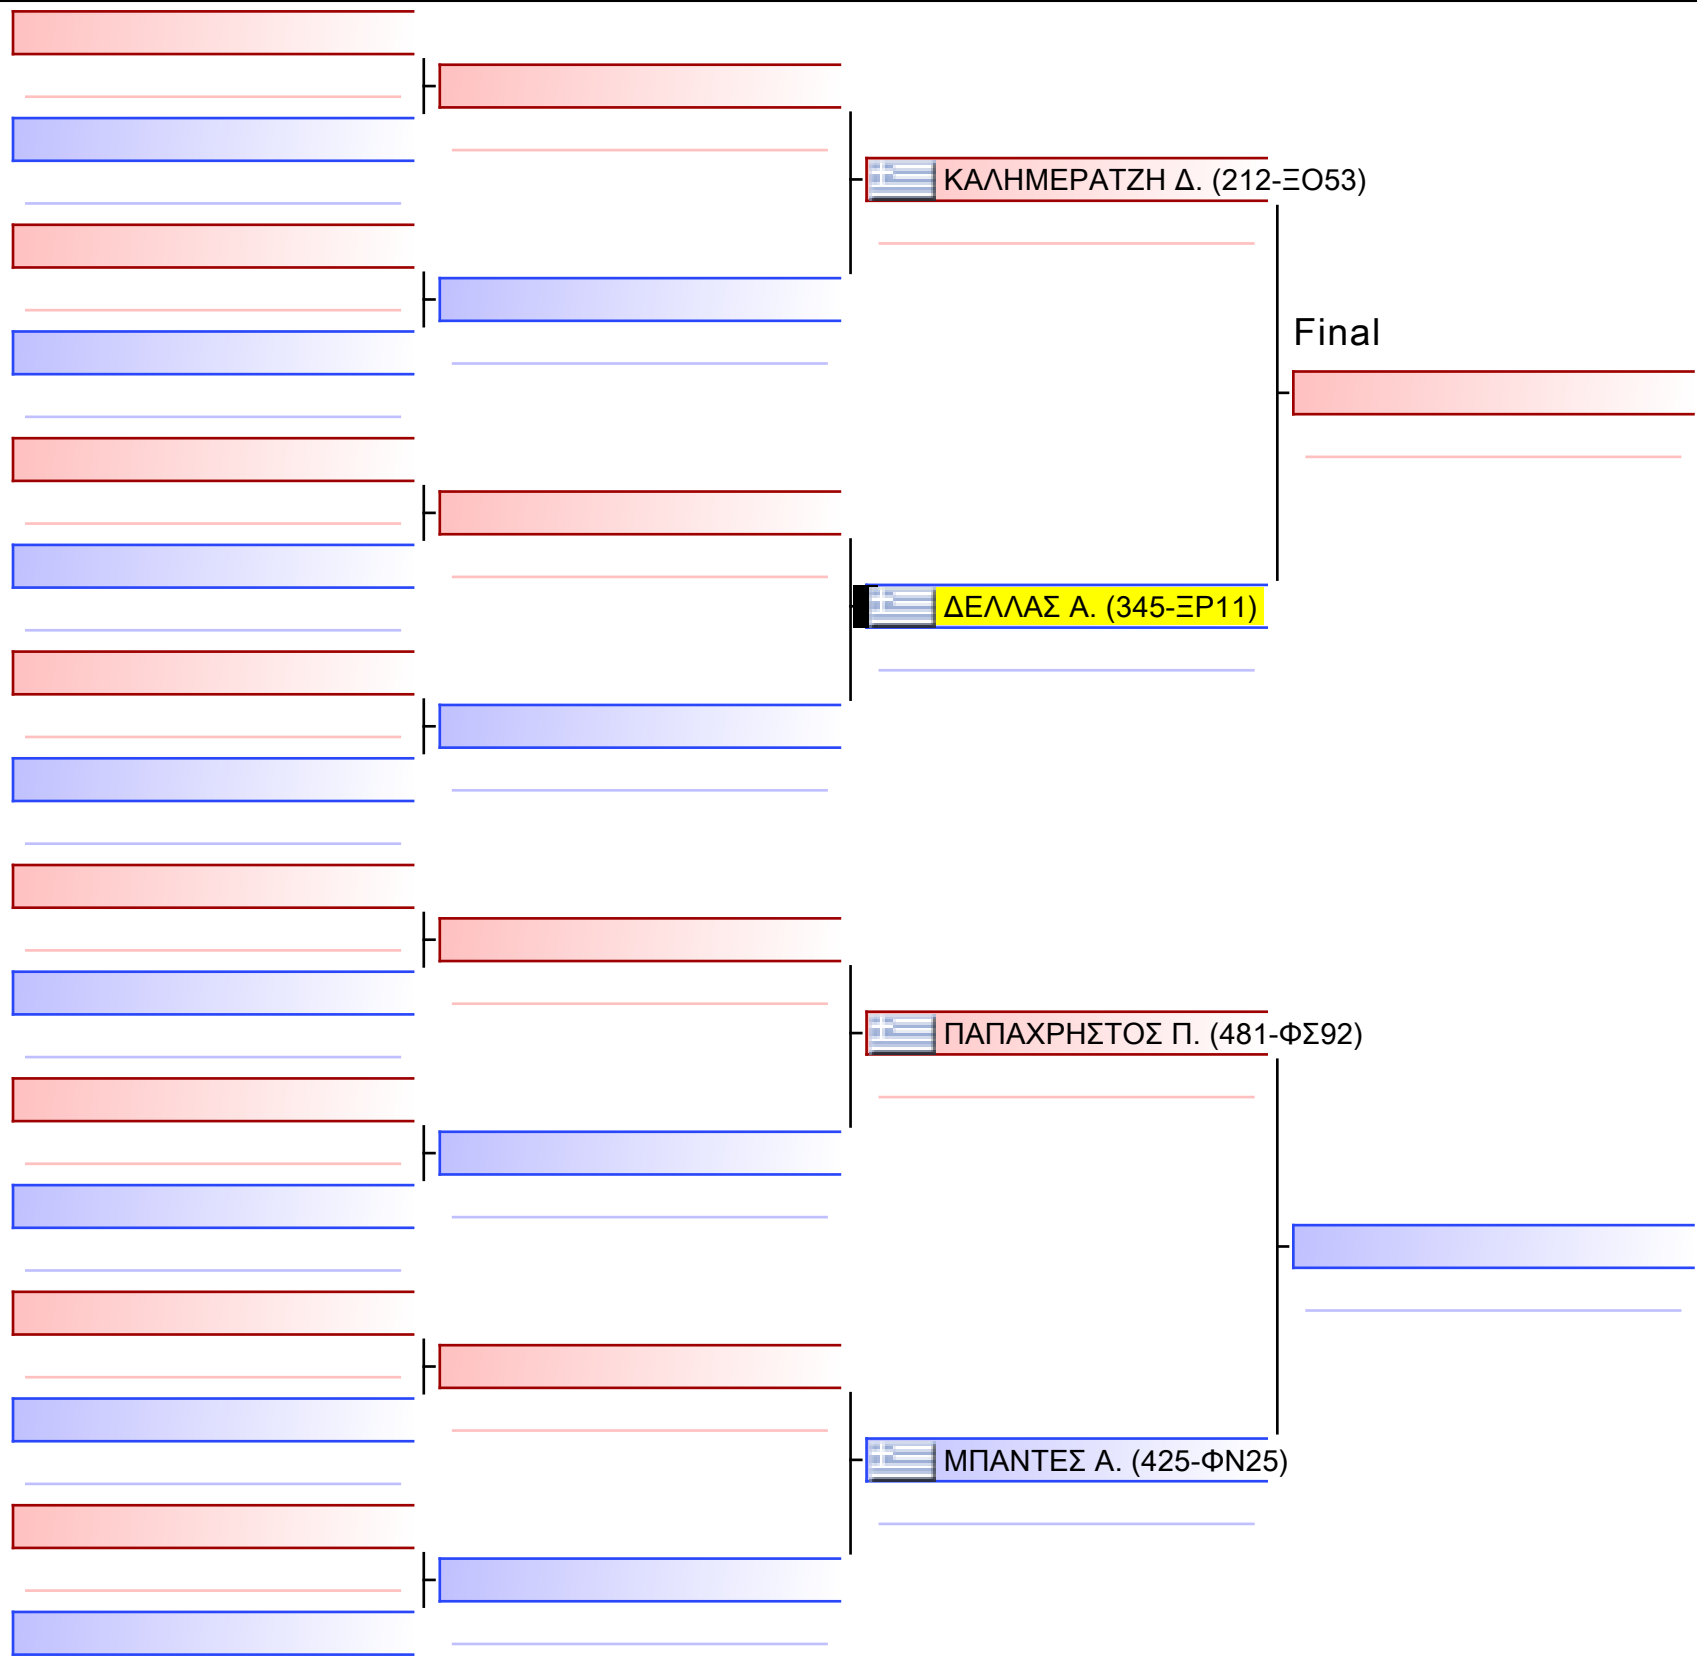 ΚΑΛΗΜΕΡΑΤΖΗ Δ. (212-ΞΟ53)
Final
ΔΕΛΛΑΣ Α. (345-ΞΡ11)
ΠΑΠΑΧΡΗΣΤΟΣ Π. (481-ΦΣ92)
ΜΠΑΝΤΕΣ Α. (425-ΦΝ25)